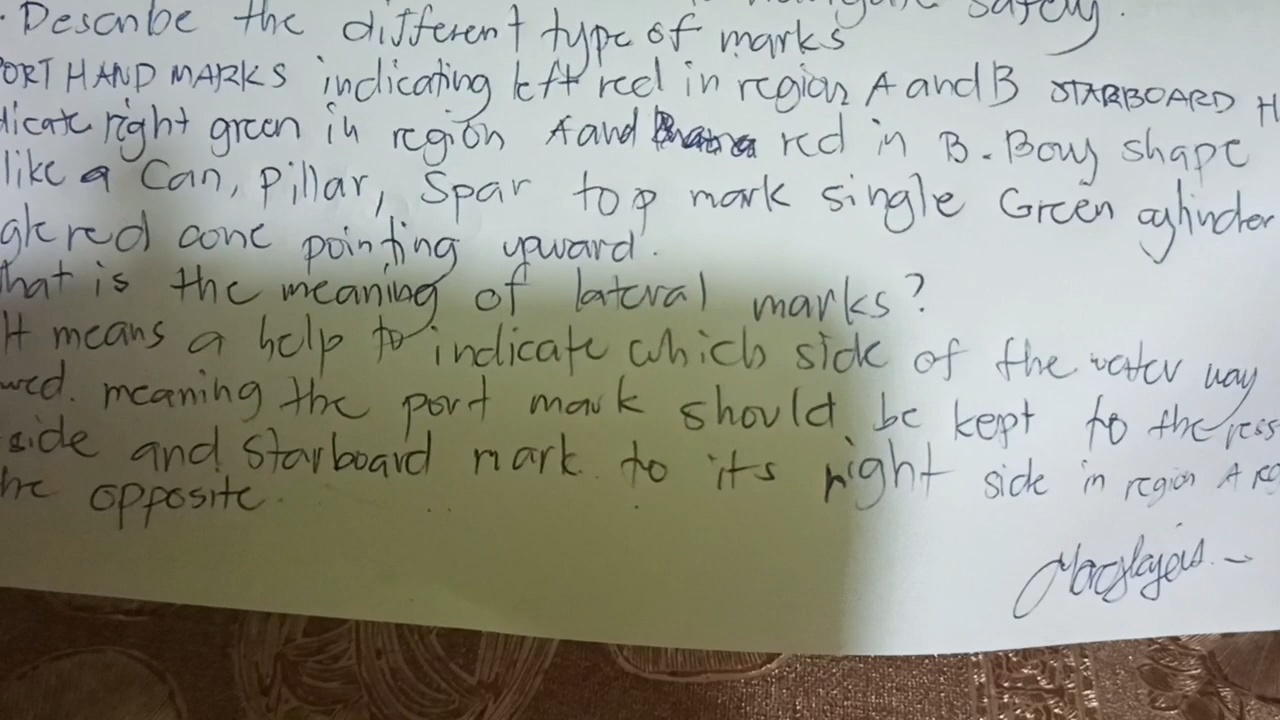 safely.
. Describe the different type of marks
PORT HAND MARKS indicating left red in region A and B STARBOARD H
dicate right green in region A and red in B. Bouy shape
like a Can, Pillar, Spar top mark single Green cylinder
gle red cone pointing upward.
hat is the meaning of lateral marks?
It means a help to indicate which side of the water way
wed. meaning the port mark should be kept to the
side and starboard mark to its right side in region A
he opposite.